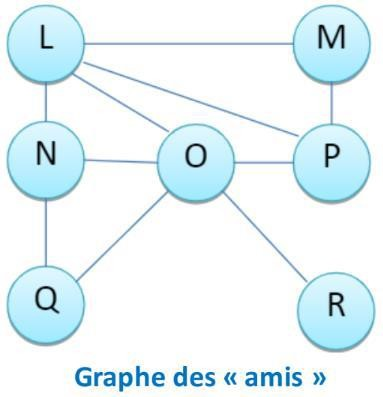 L M
N O P
Q R
Graphe des « amis »